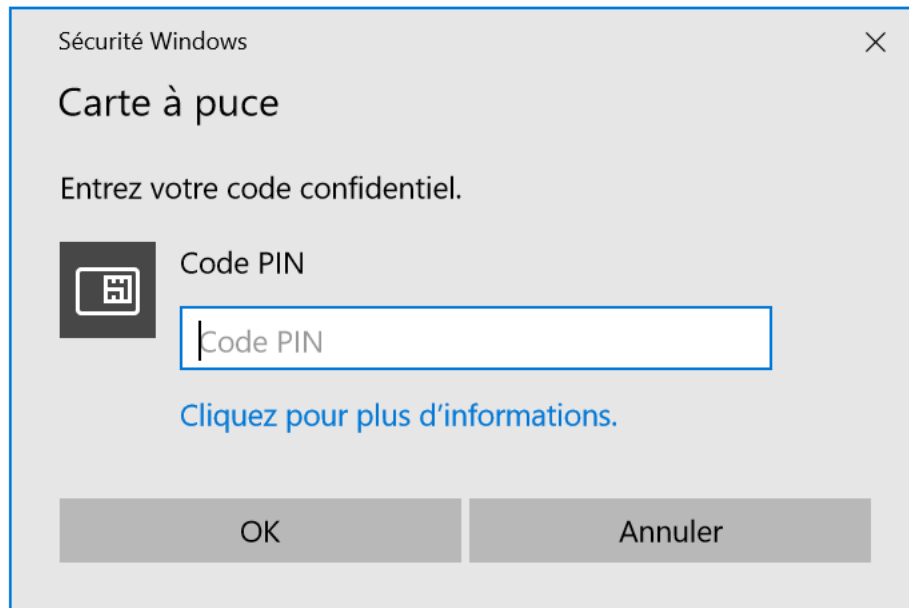 Sécurité Windows
Carte à puce
Entrez votre code confidentiel.
Code PIN
Code PIN
Cliquez pour plus d’informations.
OK
Annuler